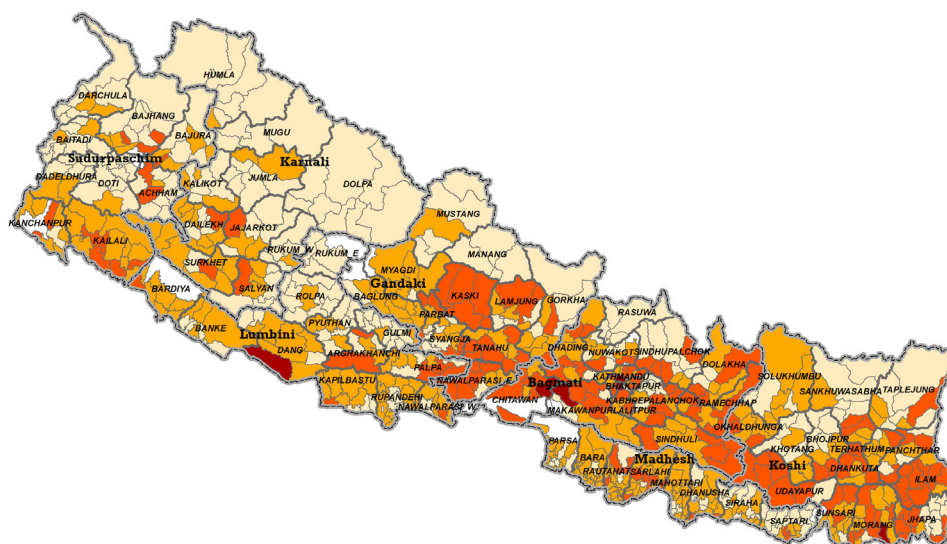 HUMLA
DARCHULA
BAJHANG
MUGU
BAJURA
BAITADI
Sudurpaschim
Karnali
DADELDHURA
DOTI
JUMLA
KALIKOT
DOLPA
ACHHAM
MUSTANG
KANCHANPUR
DAILEKH
JAJARKOT
KAILALI
RUKUM_W
RUKUM_E
MANANG
SURKHET
MYAGDI
Gandaki
BARDIYA
SALYAN
ROLPA
BAGLUNG
KASKI
LAMJUNG
GORKHA
RASUWA
PARBAT
BANKE
Lumbini
PYUTHAN
GULMI
SYANGJA
DANG
ARGHAKHANCHI
TANAHU
DHADING
NUWAKOT
SINDHUPALCHOK
DOLAKHA
SOLUKHUMBU
SANKHUWASABHA
TAPLEJUNG
PALPA
KAPILBASTU
NAWALPARASI_E
Bagmati
KATHMANDU
BHAKTAPUR
RUPANDEHI
NAWALPARASI_W
CHITAWAN
KABHREPALANCHOK
RAMECHHAP
MAKAWANPUR
LALITPUR
OKHALDHUNGA
PARSA
SINDHULI
KHOTANG
BHOJPUR
TERHATHUM
PANCHTHAR
BARA
Madhesh
Koshi
DHANKUTA
RAUTAHAT
SARLAHI
MAHOTTARI
DHANUSHA
SIRAHA
UDAYAPUR
ILAM
SAPTARI
SUNSARI
MORANG
JHAPA